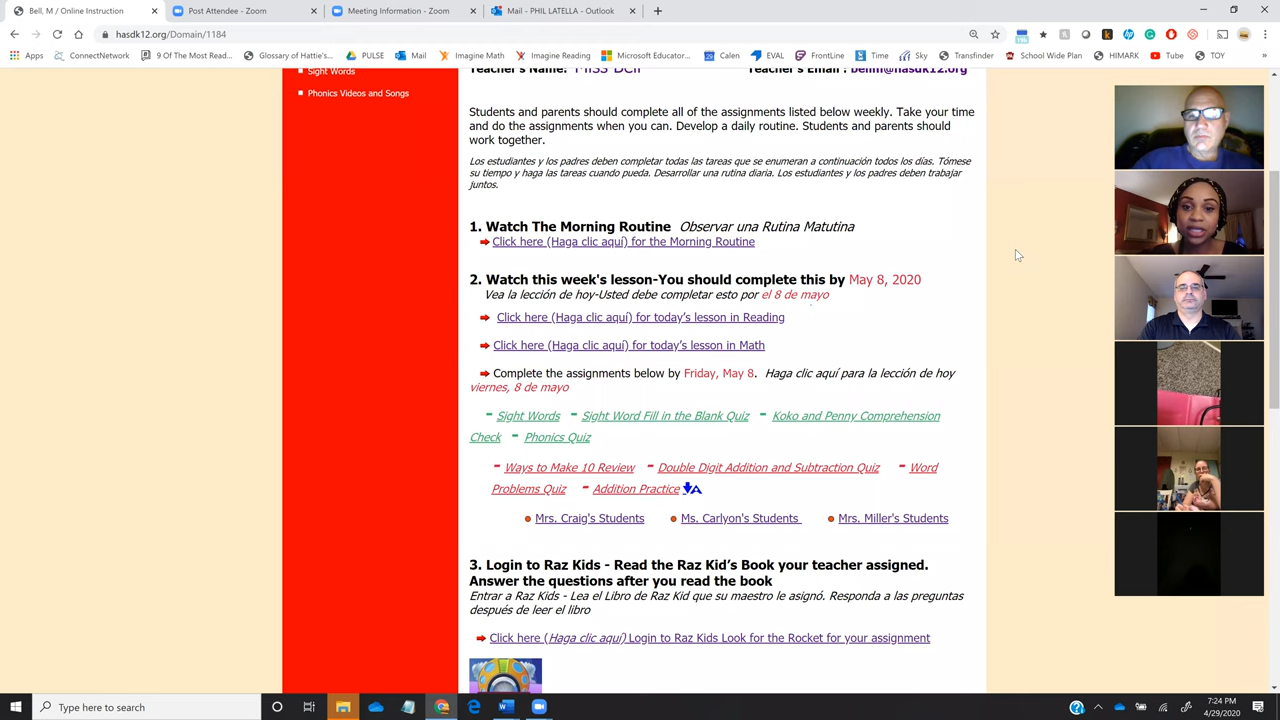 Bell, M / Online Instruction
Post Attendee - Zoom
Meeting Information - Zoom
Mail - PHIL LATELLA - Outlook
hasdk12.org/Domain/1184
Apps ConnectNetwork 9 Of The Most Read... Glossary of Hattie's... PULSE Mail Imagine Math Imagine Reading Microsoft Educator... Calen EVAL FrontLine Time Sky Transfinder School Wide Plan HIMARK Tube TOY
Sight Words
Phonics Videos and Songs
Teacher's Name: Miss Bell Teacher's Email : bellm@hasdk12.org
Students and parents should complete all of the assignments listed below weekly. Take your time
and do the assignments when you can. Develop a daily routine. Students and parents should
work together.
Los estudiantes y los padres deben completar todas las tareas que se enumeran a continuación todos los días. Tómese
su tiempo y haga las tareas cuando pueda. Desarrollar una rutina diaria. Los estudiantes y los padres deben trabajar
juntos.
1. Watch The Morning Routine Observar una Rutina Matutina
Click here (Haga clic aquí) for the Morning Routine
2. Watch this week's lesson-You should complete this by May 8, 2020
Vea la lección de hoy-Usted debe completar esto por el 8 de mayo
Click here (Haga clic aquí) for today's lesson in Reading
Click here (Haga clic aquí) for today's lesson in Math
Complete the assignments below by Friday, May 8. Haga clic aquí para la lección de hoy
viernes, 8 de mayo
- Sight Words - Sight Word Fill in the Blank Quiz - Koko and Penny Comprehension
Check - Phonics Quiz
- Ways to Make 10 Review - Double Digit Addition and Subtraction Quiz - Word
Problems Quiz - Addition Practice
Mrs. Craig's Students Ms. Carlyon's Students Mrs. Miller's Students
3. Login to Raz Kids - Read the Raz Kid's Book your teacher assigned.
Answer the questions after you read the book
Entrar a Raz Kids - Lea el Libro de Raz Kid que su maestro le asignó. Responda a las preguntas
después de leer el libro
Click here (Haga clic aquí) Login to Raz Kids Look for the Rocket for your assignment
Type here to search
7:24 PM
4/29/2020